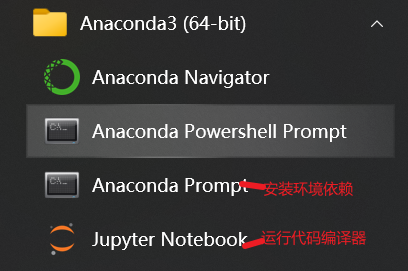 Anaconda3 (64-bit)
Anaconda Navigator
Anaconda Powershell Prompt
Anaconda Prompt 安装环境依赖
Jupyter Notebook 运行代码编译器